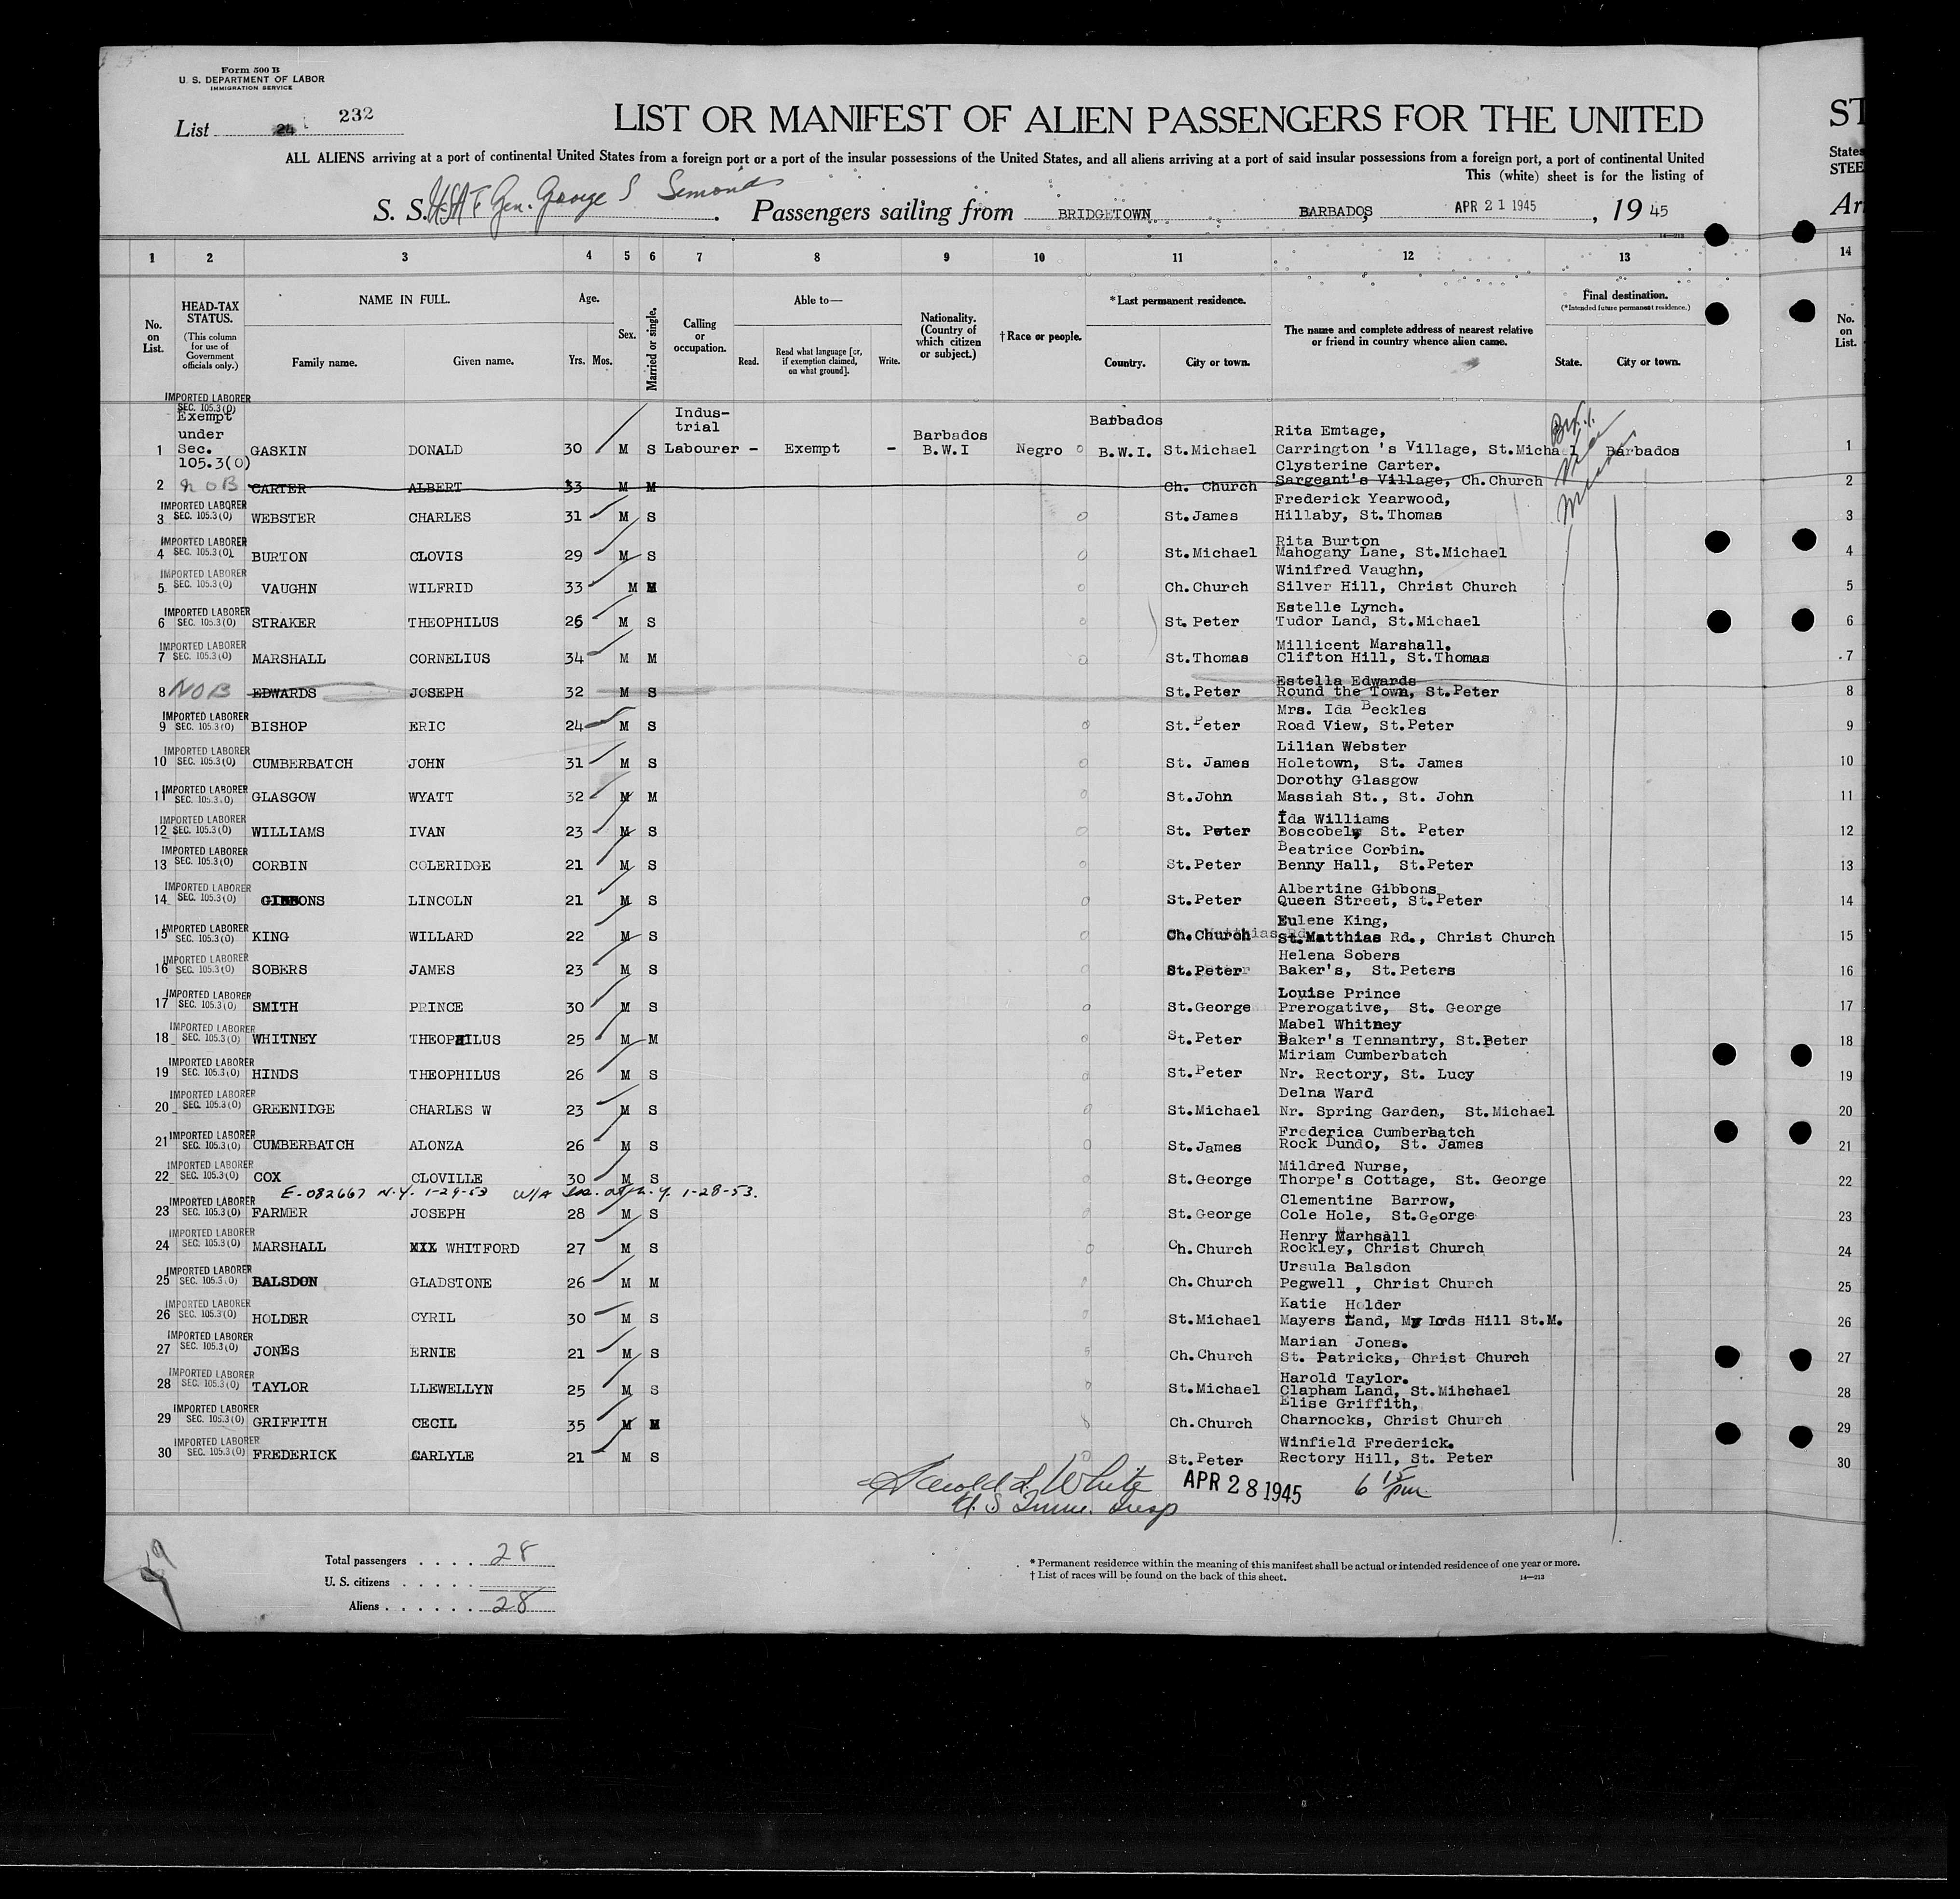 Form 500 B
U. S. DEPARTMENT OF LABOR
IMMIGRATION SERVICE
List 232
LIST OR MANIFEST OF ALIEN PASSENGERS FOR THE UNITED
ALL ALIENS arriving at a port of continental United States from a foreign port or a port of the insular possessions of the United States, and all aliens arriving at a port of said insular possessions from a foreign port, a port of continental United
This (white) sheet is for the listing of
S. S. Gen. George S Simonds Passengers sailing from BRIDGETOWN BARBADOS, APR 21 1945, 19 45
14—213
1 2 3 4 5 6 7 8 9 10 11 12 13
No. on List. HEAD-TAX STATUS. (This column for use of Government officials only.) NAME IN FULL. Family name. Given name. Age. Yrs. Mos. Sex. Married or single. Calling or occupation. Able to— Read. Read what language [or, if exemption claimed, on what ground]. Write. Nationality. (Country of which citizen or subject.) †Race or people. *Last permanent residence. Country. City or town. The name and complete address of nearest relative or friend in country whence alien came. Final destination. (*Intended future permanent residence.) State. City or town.
IMPORTED LABORER SEC. 105.3(0) Exempt under Sec. 105.3(0)
1 GASKIN DONALD 30 M S Industrial Labourer - Exempt - Barbados B.W.I Negro Barbados B.W.I. St.Michael Rita Emtage, Carrington's Village, St.Michael Barbados 1
2 NOB CARTER ALBERT 33 M M Ch. Church Clysterine Carter. Sargeant's Village, Ch.Church 2
3 IMPORTED LABORER SEC. 105.3(0) WEBSTER CHARLES 31 M S St.James Frederick Yearwood, Hillaby, St.Thomas 3
4 IMPORTED LABORER SEC. 105.3(0) BURTON CLOVIS 29 M S St.Michael Rita Burton Mahogany Lane, St.Michael 4
5 IMPORTED LABORER SEC. 105.3(0) VAUGHN WILFRID 33 M M Ch.Church Winifred Vaughn, Silver Hill, Christ Church 5
6 IMPORTED LABORER SEC. 105.3(0) STRAKER THEOPHILUS 26 M S St. Peter Estelle Lynch. Tudor Land, St.Michael 6
7 IMPORTED LABORER SEC. 105.3(0) MARSHALL CORNELIUS 34 M M St.Thomas Millicent Marshall. Clifton Hill, St.Thomas 7
8 NOB EDWARDS JOSEPH 32 M S St.Peter Estella Edwards Round the Town, St.Peter 8
9 IMPORTED LABORER SEC. 105.3(0) BISHOP ERIC 24 M S St.Peter Mrs. Ida Beckles Road View, St.Peter 9
10 IMPORTED LABORER SEC. 105.3(0) CUMBERBATCH JOHN 31 M S St. James Lilian Webster Holetown, St. James 10
11 IMPORTED LABORER SEC. 105.3(0) GLASGOW WYATT 32 M M St.John Dorothy Glasgow Massiah St., St. John 11
12 IMPORTED LABORER SEC. 105.3(0) WILLIAMS IVAN 23 M S St. Peter Ida Williams Boscobel, St. Peter 12
13 IMPORTED LABORER SEC. 105.3(0) CORBIN COLERIDGE 21 M S St.Peter Beatrice Corbin. Benny Hall, St.Peter 13
14 IMPORTED LABORER SEC. 105.3(0) GIBBONS LINCOLN 21 M S St.Peter Albertine Gibbons Queen Street, St.Peter 14
15 IMPORTED LABORER SEC. 105.3(0) KING WILLARD 22 M S Ch.Church Eulene King, St.Matthias Rd., Christ Church 15
16 IMPORTED LABORER SEC. 105.3(0) SOBERS JAMES 23 M S St.Peter Helena Sobers Baker's, St.Peters 16
17 IMPORTED LABORER SEC. 105.3(0) SMITH PRINCE 30 M S St.George Louise Prince Prerogative, St. George 17
18 IMPORTED LABORER SEC. 105.3(0) WHITNEY THEOPHILUS 25 M M St.Peter Mabel Whitney Baker's Tennantry, St.Peter 18
19 IMPORTED LABORER SEC. 105.3(0) HINDS THEOPHILUS 26 M S St.Peter Miriam Cumberbatch Nr. Rectory, St. Lucy 19
20 IMPORTED LABORER SEC. 105.3(0) GREENIDGE CHARLES W 23 M S St.Michael Delna Ward Nr. Spring Garden, St.Michael 20
21 IMPORTED LABORER SEC. 105.3(0) CUMBERBATCH ALONZA 26 M S St.James Frederica Cumberbatch Rock Dundo, St. James 21
22 IMPORTED LABORER SEC. 105.3(0) COX CLOVILLE 30 M S St.George Mildred Nurse, Thorpe's Cottage, St. George 22
E-082667 N.Y. 1-29-53 W/A N.Y. 1-28-53.
23 IMPORTED LABORER SEC. 105.3(0) FARMER JOSEPH 28 M S St.George Clementine Barrow, Cole Hole, St.George 23
24 IMPORTED LABORER SEC. 105.3(0) MARSHALL XXX WHITFORD 27 M S Ch.Church Henry Marhsall Rockley, Christ Church 24
25 IMPORTED LABORER SEC. 105.3(0) BALSDON GLADSTONE 26 M M Ch.Church Ursula Balsdon Pegwell , Christ Church 25
26 IMPORTED LABORER SEC. 105.3(0) HOLDER CYRIL 30 M S St.Michael Katie Holder Mayers Land, My Lords Hill St.M. 26
27 IMPORTED LABORER SEC. 105.3(0) JONES ERNIE 21 M S Ch.Church Marian Jones. St. Patricks, Christ Church 27
28 IMPORTED LABORER SEC. 105.3(0) TAYLOR LLEWELLYN 25 M S St.Michael Harold Taylor. Clapham Land, St.Mihchael 28
29 IMPORTED LABORER SEC. 105.3(0) GRIFFITH CECIL 35 M M Ch.Church Elise Griffith, Charnocks, Christ Church 29
30 IMPORTED LABORER SEC. 105.3(0) FREDERICK CARLYLE 21 M S St.Peter Winfield Frederick. Rectory Hill, St. Peter 30
Harold L. White APR 28 1945 6 15 pm
U.S Imm. Insp
Total passengers 28
U. S. citizens
Aliens 28
* Permanent residence within the meaning of this manifest shall be actual or intended residence of one year or more.
† List of races will be found on the back of this sheet. 14—213
ST
States
STEE
Ar
14
No. on List.